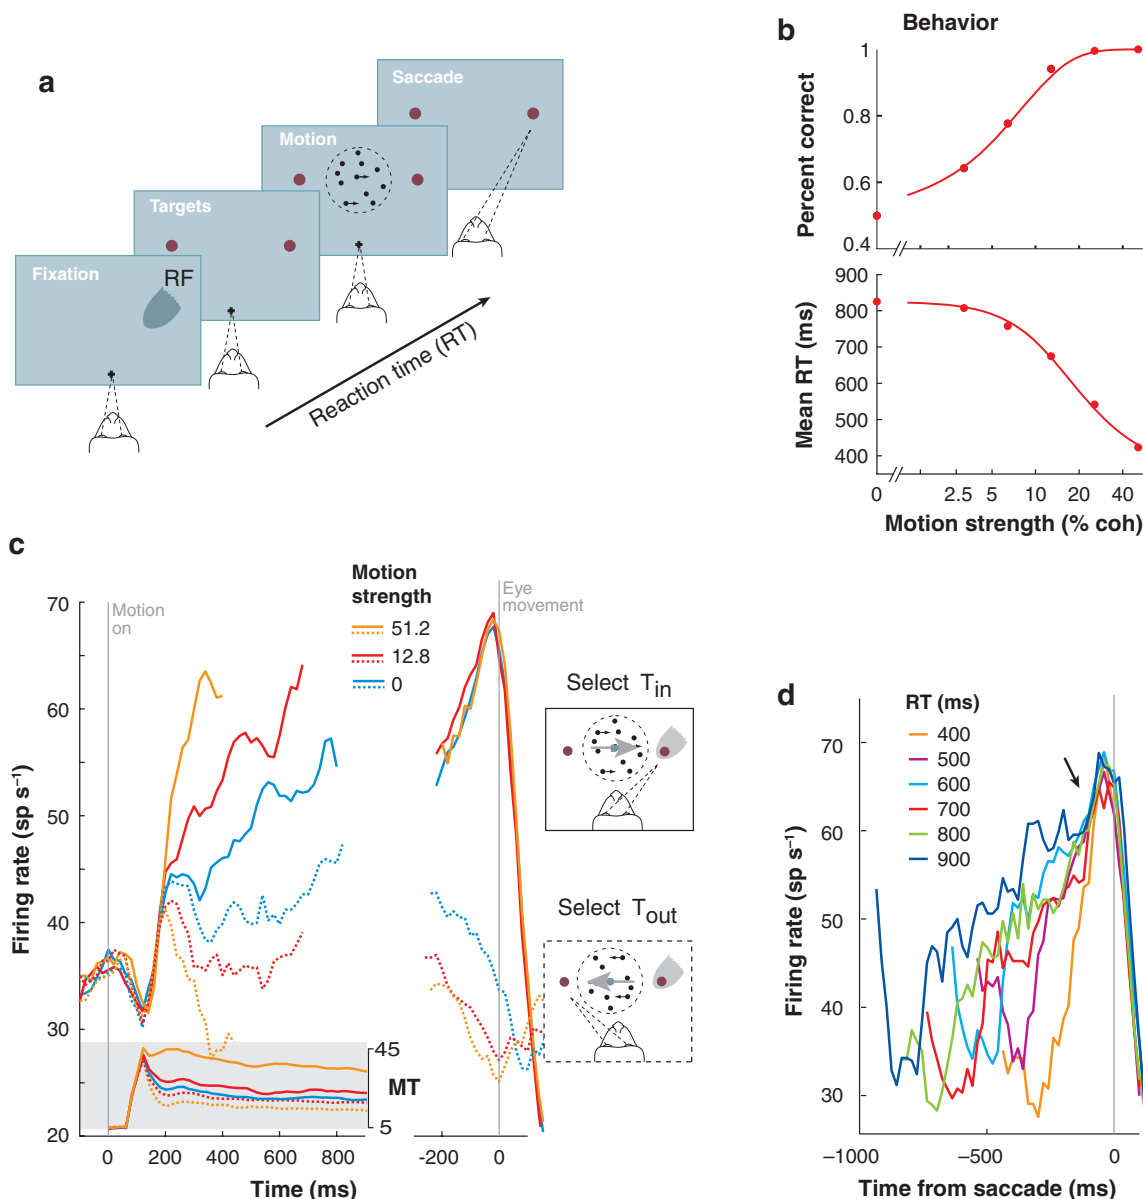 a
Fixation
RF
Targets
Motion
Saccade
Reaction time (RT)
b
Behavior
Percent correct
1
0.8
0.6
0.4
Mean RT (ms)
900
800
700
600
500
400
0
2.5
5
10
20
40
Motion strength (% coh)
c
Firing rate (sp s⁻¹)
70
60
50
40
30
20
Motion
on
Motion
strength
51.2
12.8
0
Eye
movement
45
MT
5
0
200
400
600
800
-200
0
Time (ms)
Select T_in
Select T_out
d
RT (ms)
400
500
600
700
800
900
Firing rate (sp s⁻¹)
70
60
50
40
30
–1000
–500
0
Time from saccade (ms)